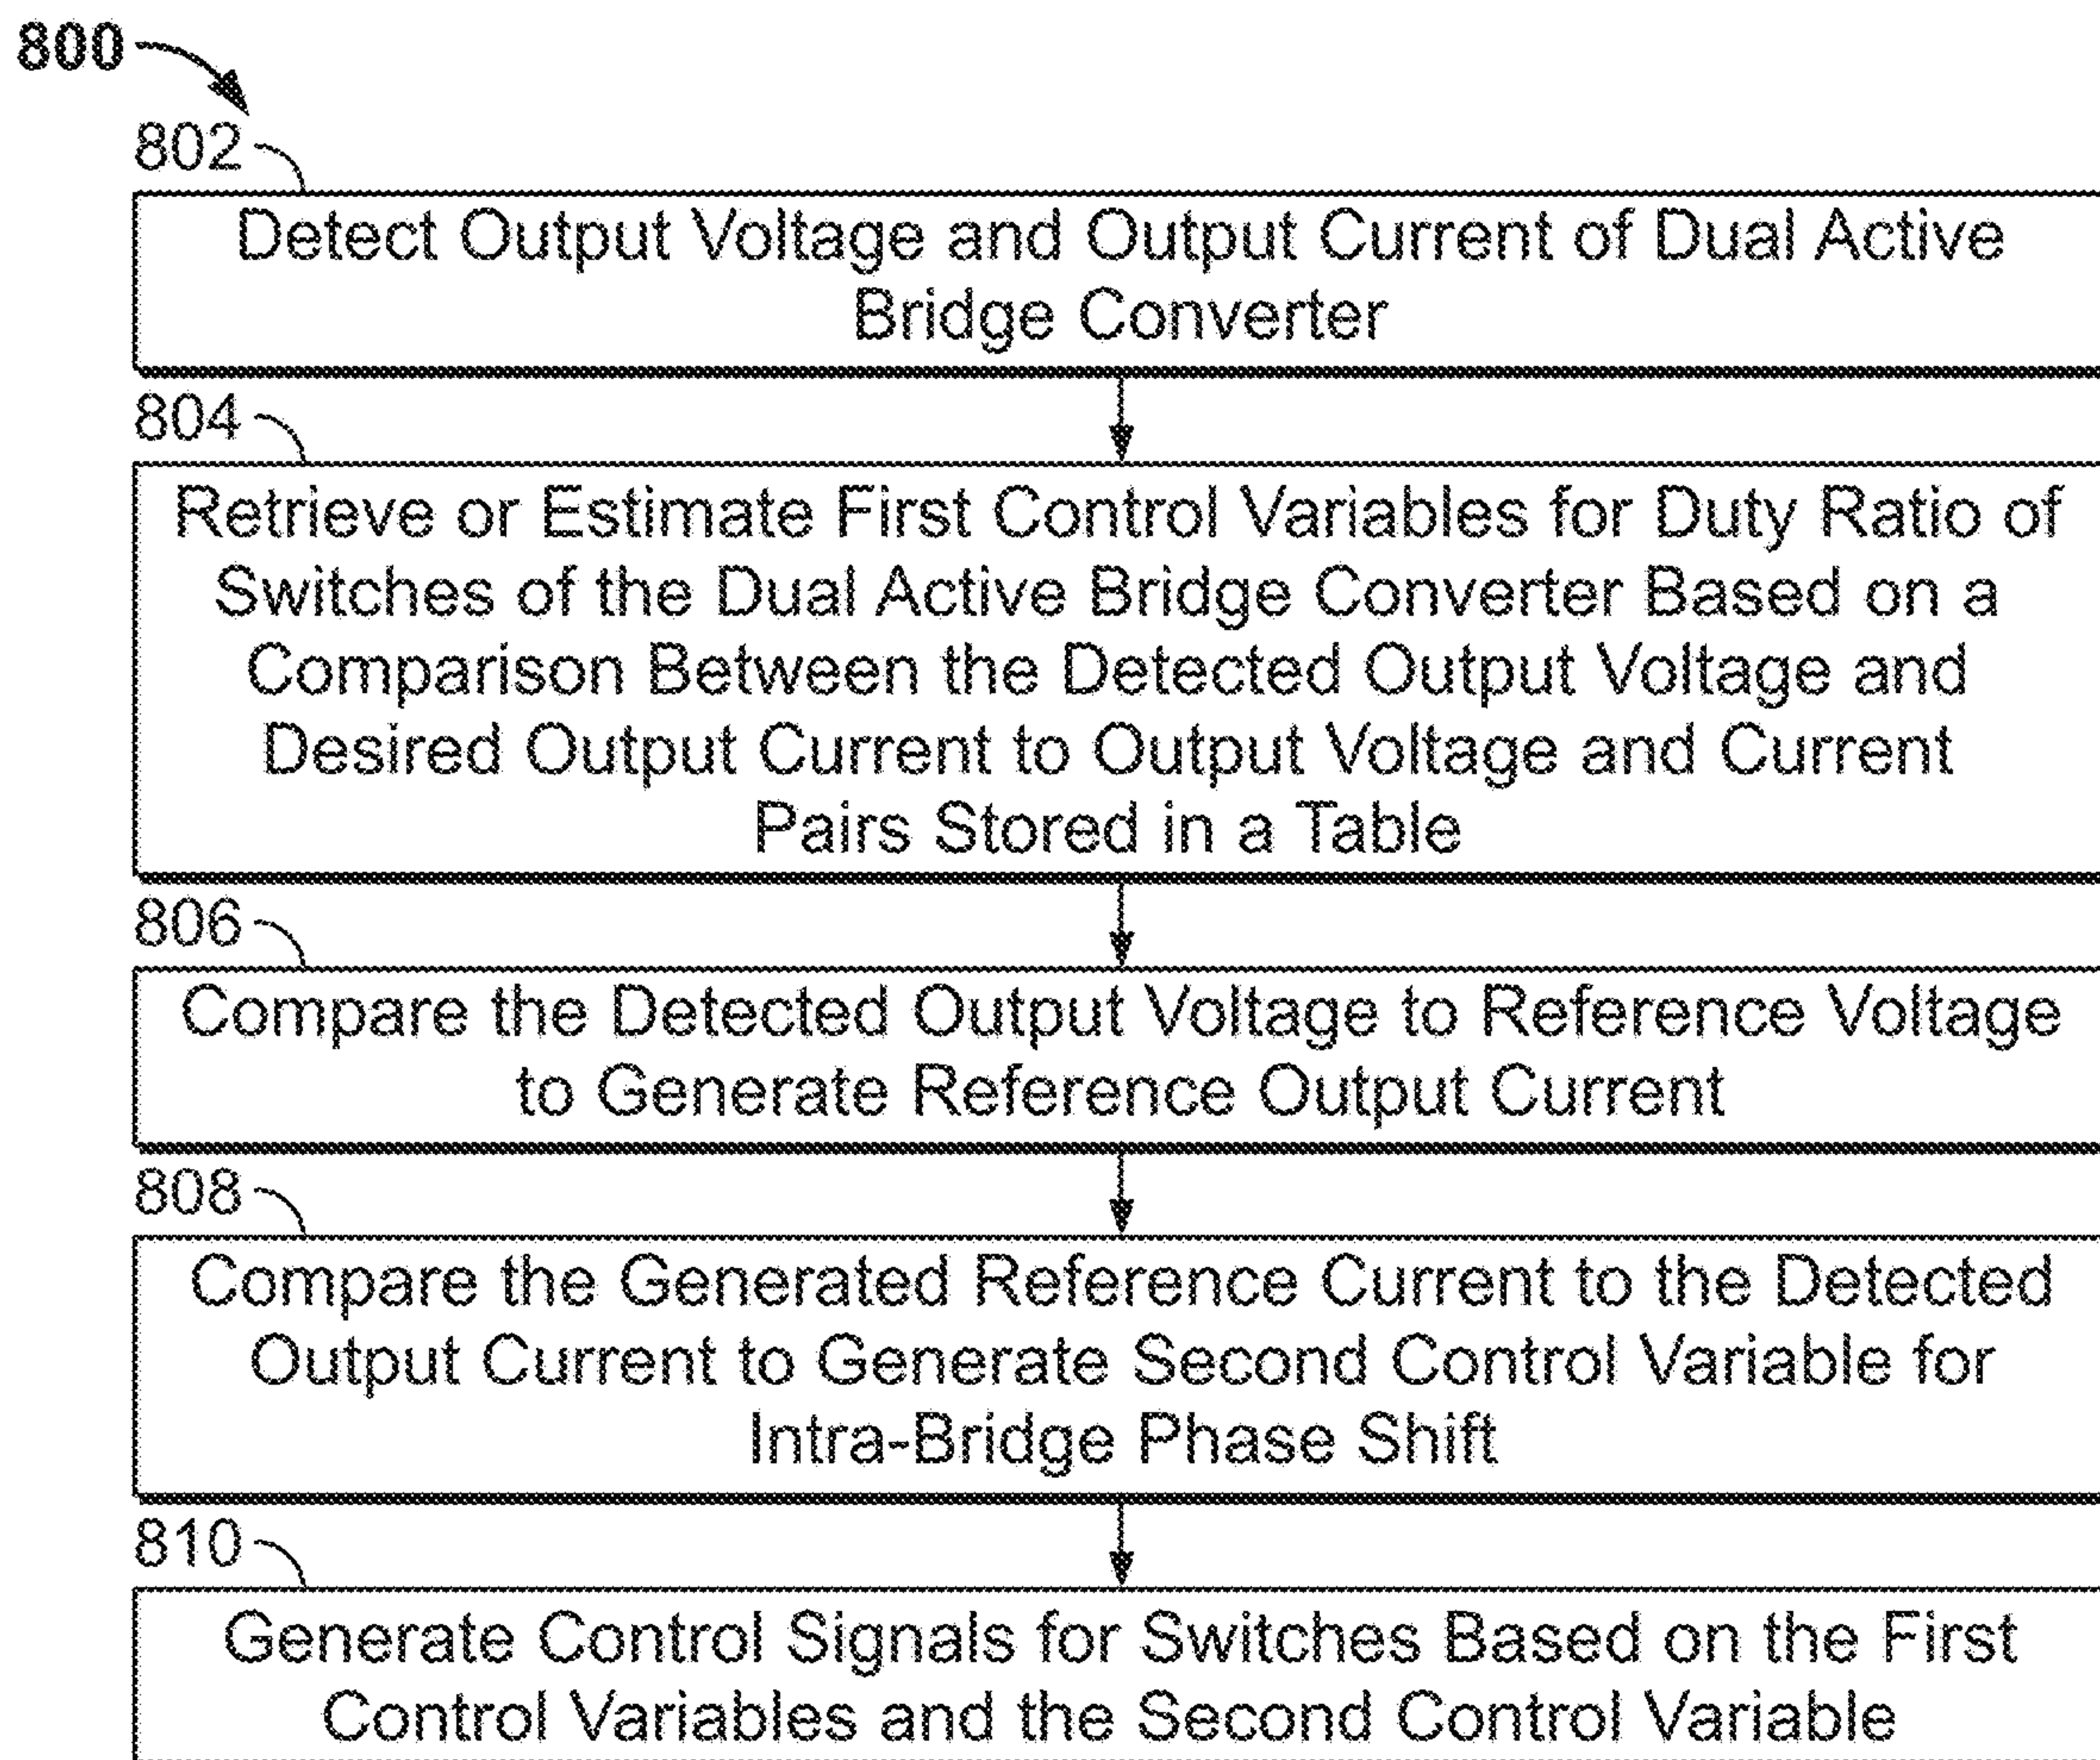 800
802
Detect Output Voltage and Output Current of Dual Active
Bridge Converter
804
Retrieve or Estimate First Control Variables for Duty Ratio of
Switches of the Dual Active Bridge Converter Based on a
Comparison Between the Detected Output Voltage and
Desired Output Current to Output Voltage and Current
Pairs Stored in a Table
806
Compare the Detected Output Voltage to Reference Voltage
to Generate Reference Output Current
808
Compare the Generated Reference Current to the Detected
Output Current to Generate Second Control Variable for
Intra-Bridge Phase Shift
810
Generate Control Signals for Switches Based on the First
Control Variables and the Second Control Variable